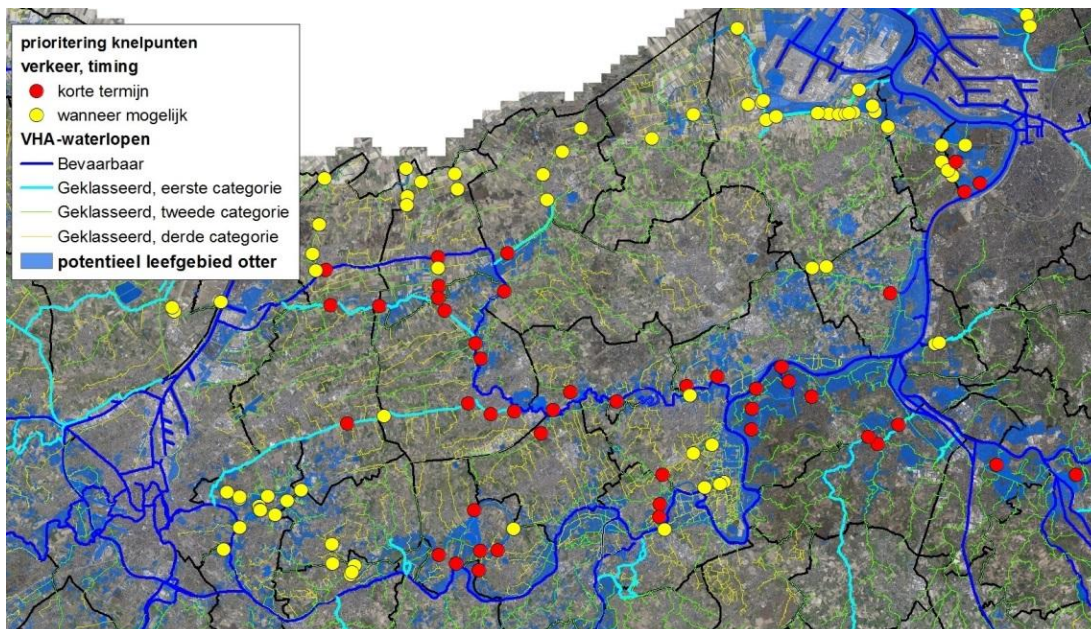 prioritering knelpunten
verkeer, timing
korte termijn
wanneer mogelijk
VHA-waterlopen
Bevaarbaar
Geklasseerd, eerste categorie
Geklasseerd, tweede categorie
Geklasseerd, derde categorie
potentieel leefgebied otter